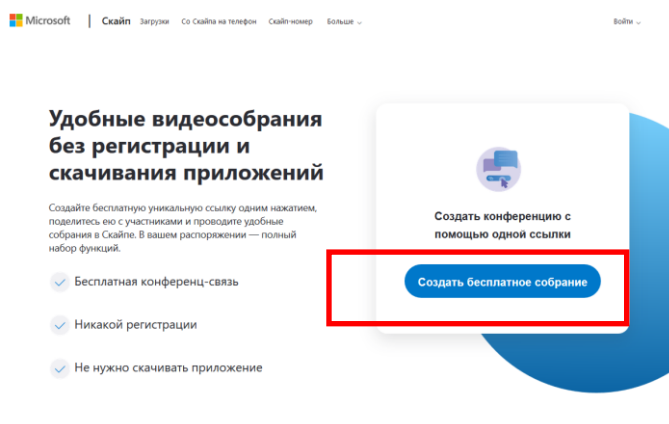 Microsoft | Скайп Загрузки Со Скайпа на телефон Скайп-номер Больше Войти
Удобные видеособрания
без регистрации и
скачивания приложений
Создайте бесплатную уникальную ссылку одним нажатием,
поделитесь ею с участниками и проводите удобные
собрания в Скайпе. В вашем распоряжении — полный
набор функций.
Бесплатная конференц-связь
Никакой регистрации
Не нужно скачивать приложение
Создать конференцию с
помощью одной ссылки
Создать бесплатное собрание